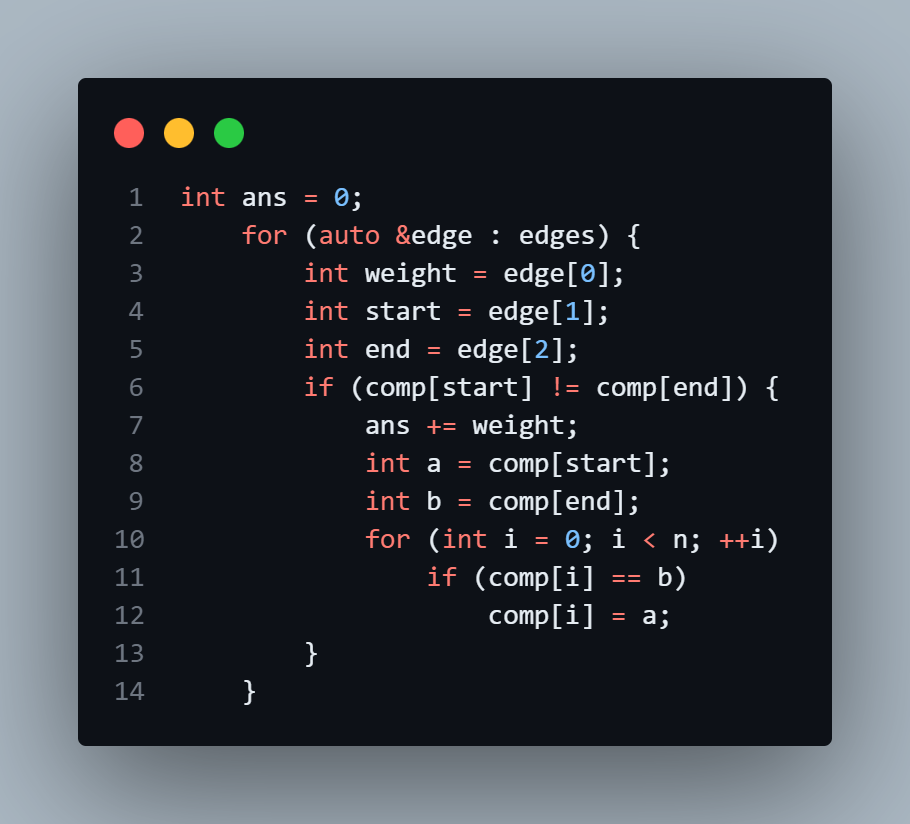 1 int ans = 0;
2     for (auto &edge : edges) {
3         int weight = edge[0];
4         int start = edge[1];
5         int end = edge[2];
6         if (comp[start] != comp[end]) {
7             ans += weight;
8             int a = comp[start];
9             int b = comp[end];
10             for (int i = 0; i < n; ++i)
11                 if (comp[i] == b)
12                     comp[i] = a;
13         }
14     }